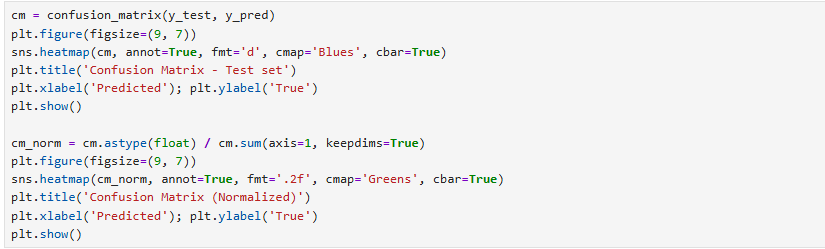 cm = confusion_matrix(y_test, y_pred)
plt.figure(figsize=(9, 7))
sns.heatmap(cm, annot=True, fmt='d', cmap='Blues', cbar=True)
plt.title('Confusion Matrix - Test set')
plt.xlabel('Predicted'); plt.ylabel('True')
plt.show()

cm_norm = cm.astype(float) / cm.sum(axis=1, keepdims=True)
plt.figure(figsize=(9, 7))
sns.heatmap(cm_norm, annot=True, fmt='.2f', cmap='Greens', cbar=True)
plt.title('Confusion Matrix (Normalized)')
plt.xlabel('Predicted'); plt.ylabel('True')
plt.show()